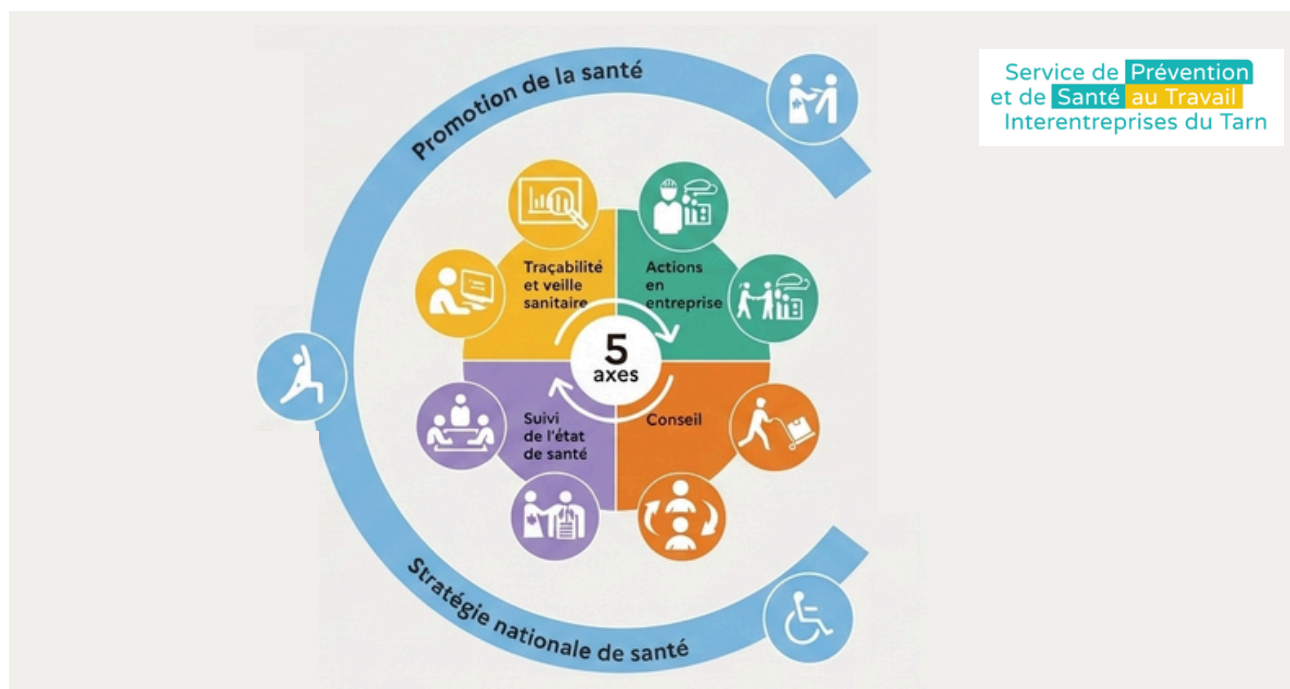 Promotion de la santé
Service de Prévention
et de Santé au Travail
Interentreprises du Tarn
Traçabilité
et veille
sanitaire
Actions
en
entreprise
5
axes
Suivi
de l'état
de santé
Conseil
Stratégie nationale de santé